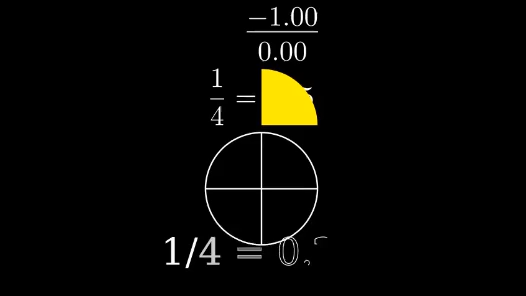 −1.00
0.00
1
4 =
1/4 = 0.